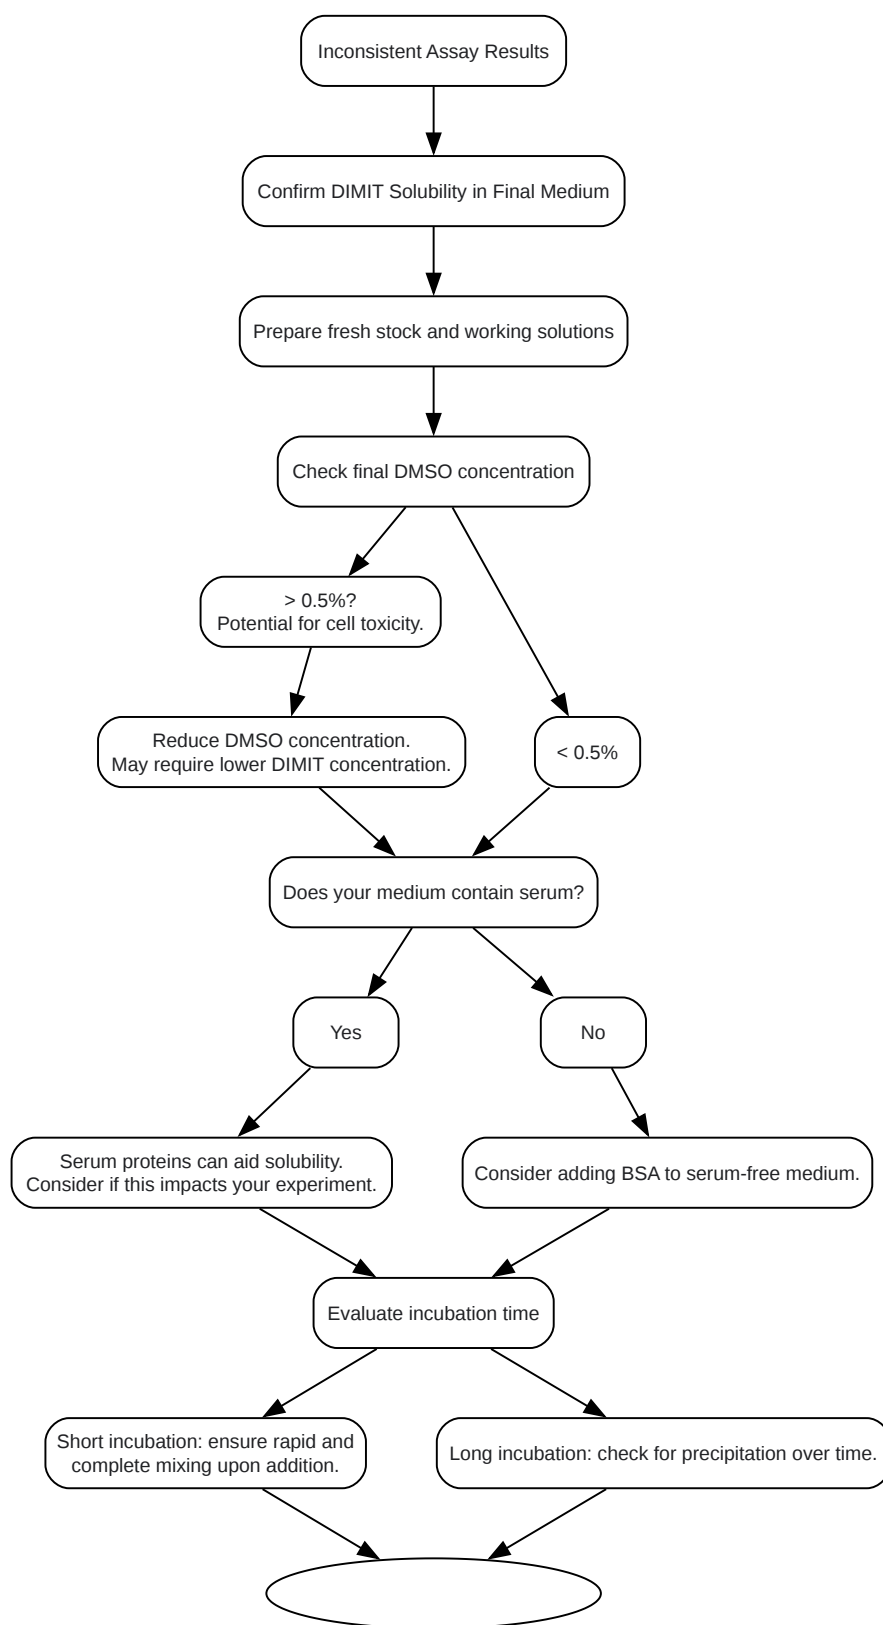 Inconsistent Assay Results
Confirm DIMIT Solubility in Final Medium
Prepare fresh stock and working solutions
Check final DMSO concentration
> 0.5%?
Potential for cell toxicity.
Reduce DMSO concentration.
May require lower DIMIT concentration.
< 0.5%
Does your medium contain serum?
Yes
No
Serum proteins can aid solubility.
Consider if this impacts your experiment.
Consider adding BSA to serum-free medium.
Evaluate incubation time
Short incubation: ensure rapid and
complete mixing upon addition.
Long incubation: check for precipitation over time.